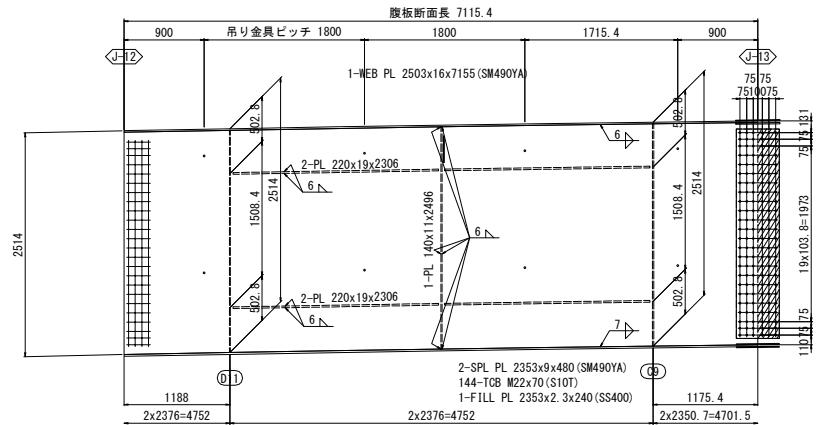 腹板断面長 7115.4
900
吊り金具ピッチ 1800
1800
1715.4
900
J-12
J-13
1-WEB PL 2503x16x7155(SM490YA)
75 75
75 100 75
131
75 75
19x103.8=1973
110 75 75
2514
502.8
1508.4
502.8
2514
2-PL 220x19x2306
6
1-PL 140x11x2496
6
6
2-PL 220x19x2306
6
7
502.8
1508.4
502.8
2514
2-SPL PL 2353x9x480(SM490YA)
144-TCB M22x70(S10T)
1-FILL PL 2353x2.3x240(SS400)
D11
C9
1188
1175.4
2x2376=4752
2x2376=4752
2x2350.7=4701.5